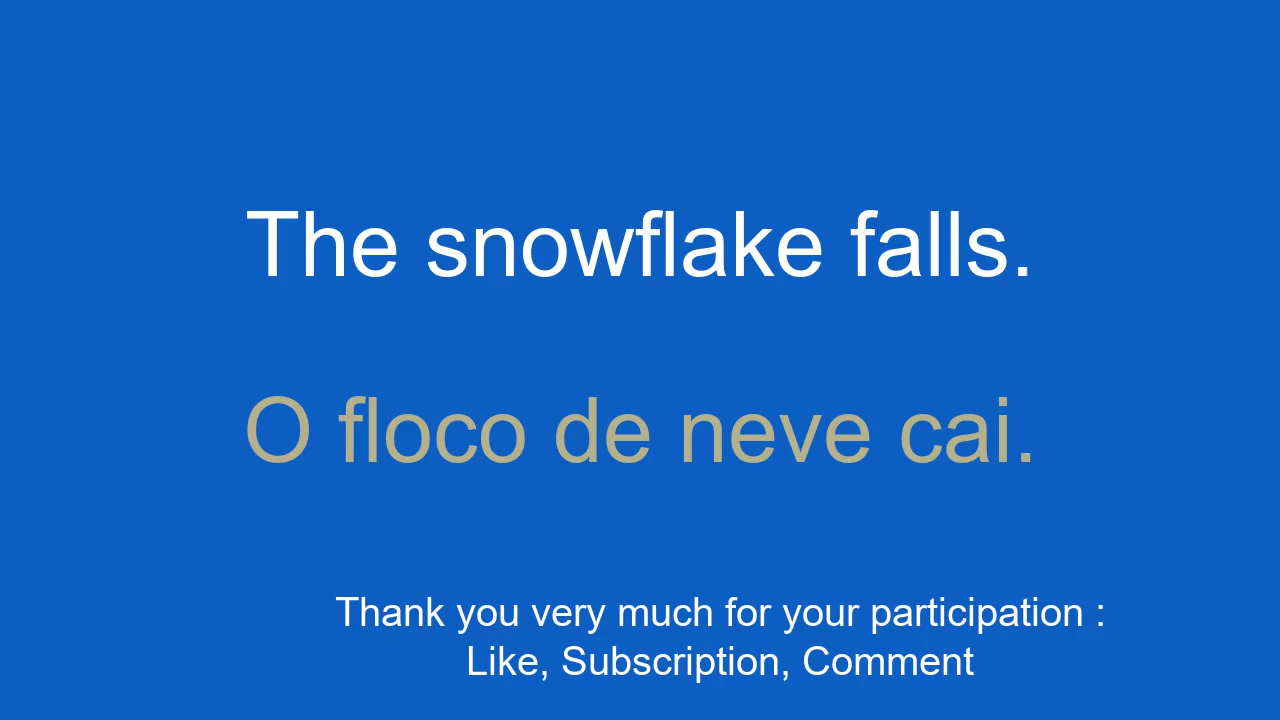 The snowflake falls.
O floco de neve cai.
Thank you very much for your participation :
Like, Subscription, Comment